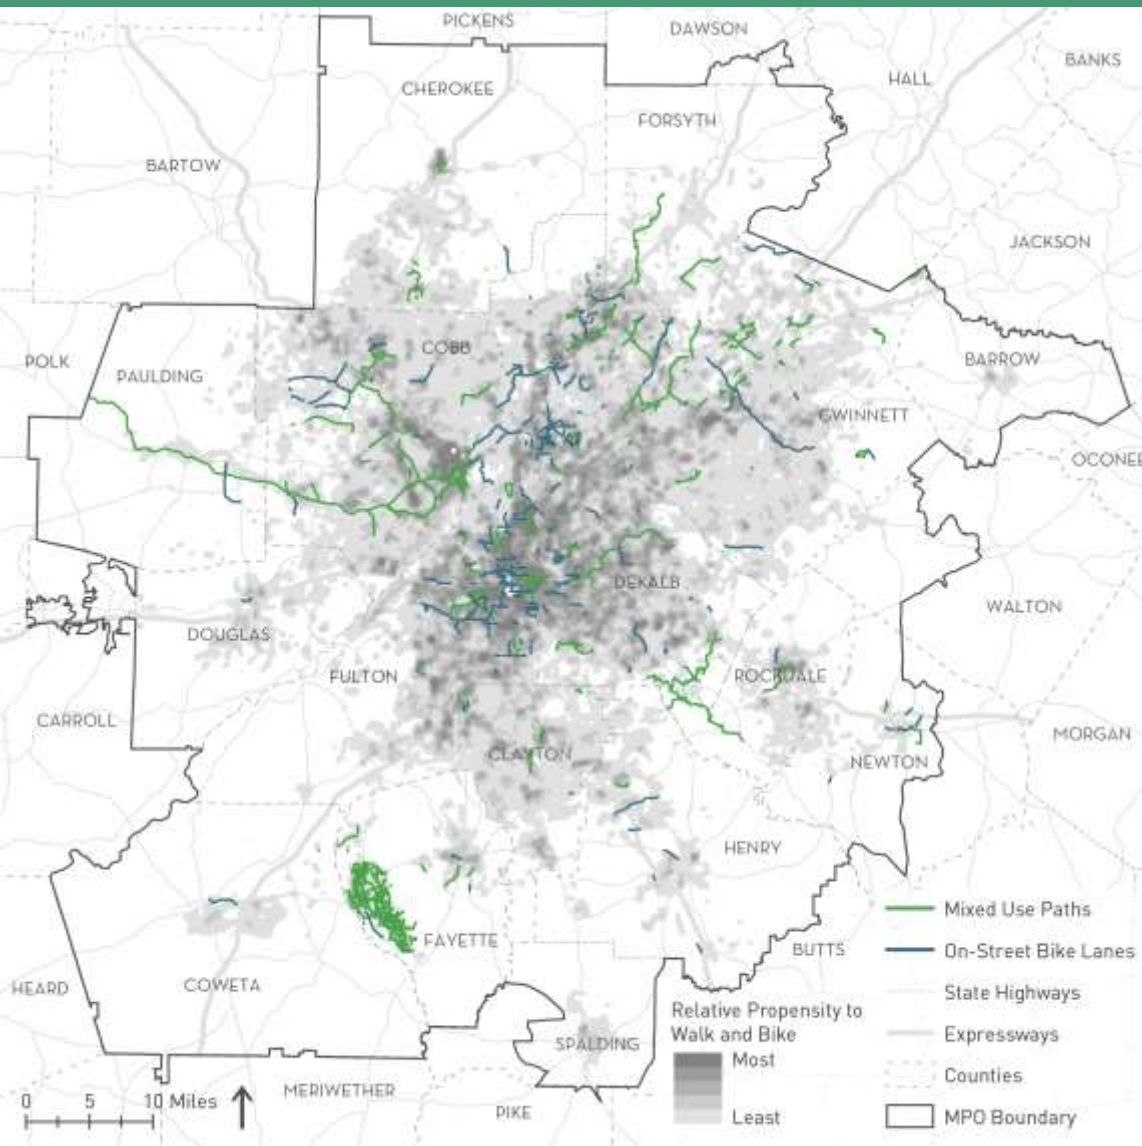 PICKENS
DAWSON
BANKS
HALL
CHEROKEE
FORSYTH
BARTOW
JACKSON
COBB
POLK
PAULDING
BARROW
GWINNETT
OCONEE
DEKALB
WALTON
DOUGLAS
FULTON
ROCKDALE
CARROLL
MORGAN
CLAYTON
NEWTON
HENRY
FAYETTE
BUTTS
HEARD
COWETA
SPALDING
MERIWETHER
PIKE
Mixed Use Paths
On-Street Bike Lanes
State Highways
Expressways
Counties
MPO Boundary
Relative Propensity to
Walk and Bike
Most
Least
0 5 10 Miles